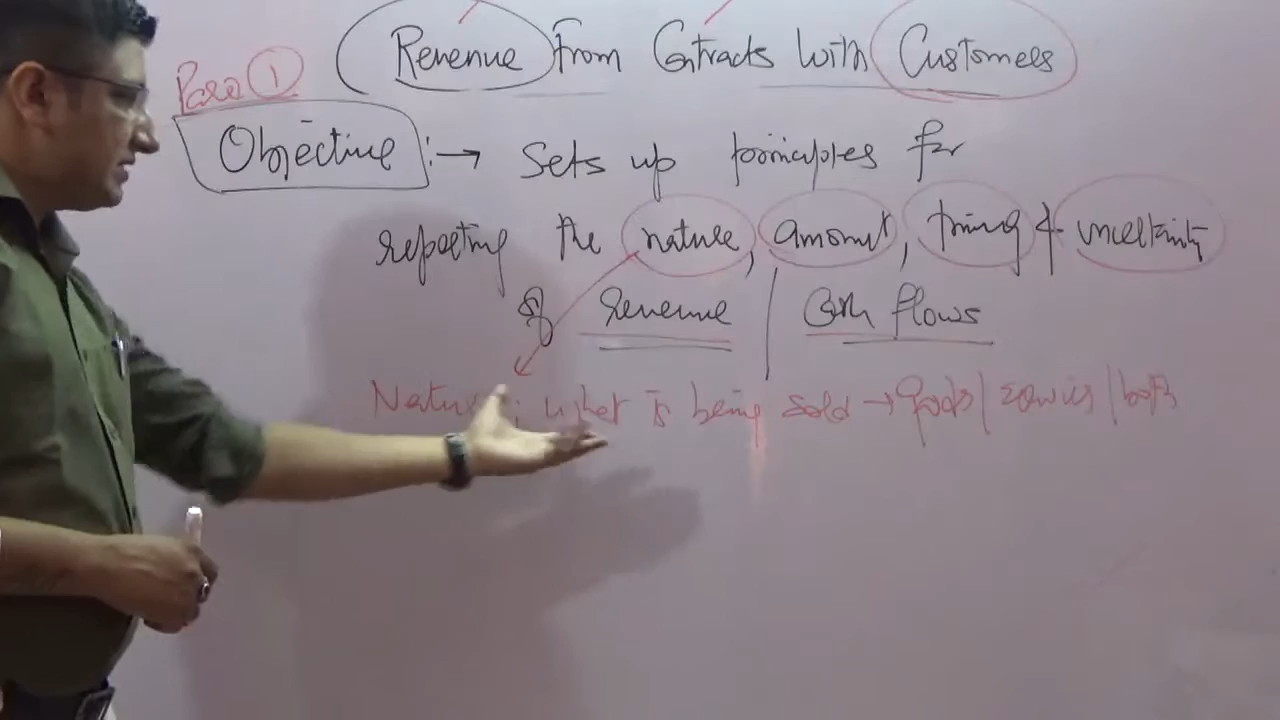 Revenue from Contracts with Customers
Para 1
Objective :→ Sets up principles for
reporting the nature, amount, timing & uncertainty
of revenue | Cash flows
Nature : what is being sold → Goods | services | both